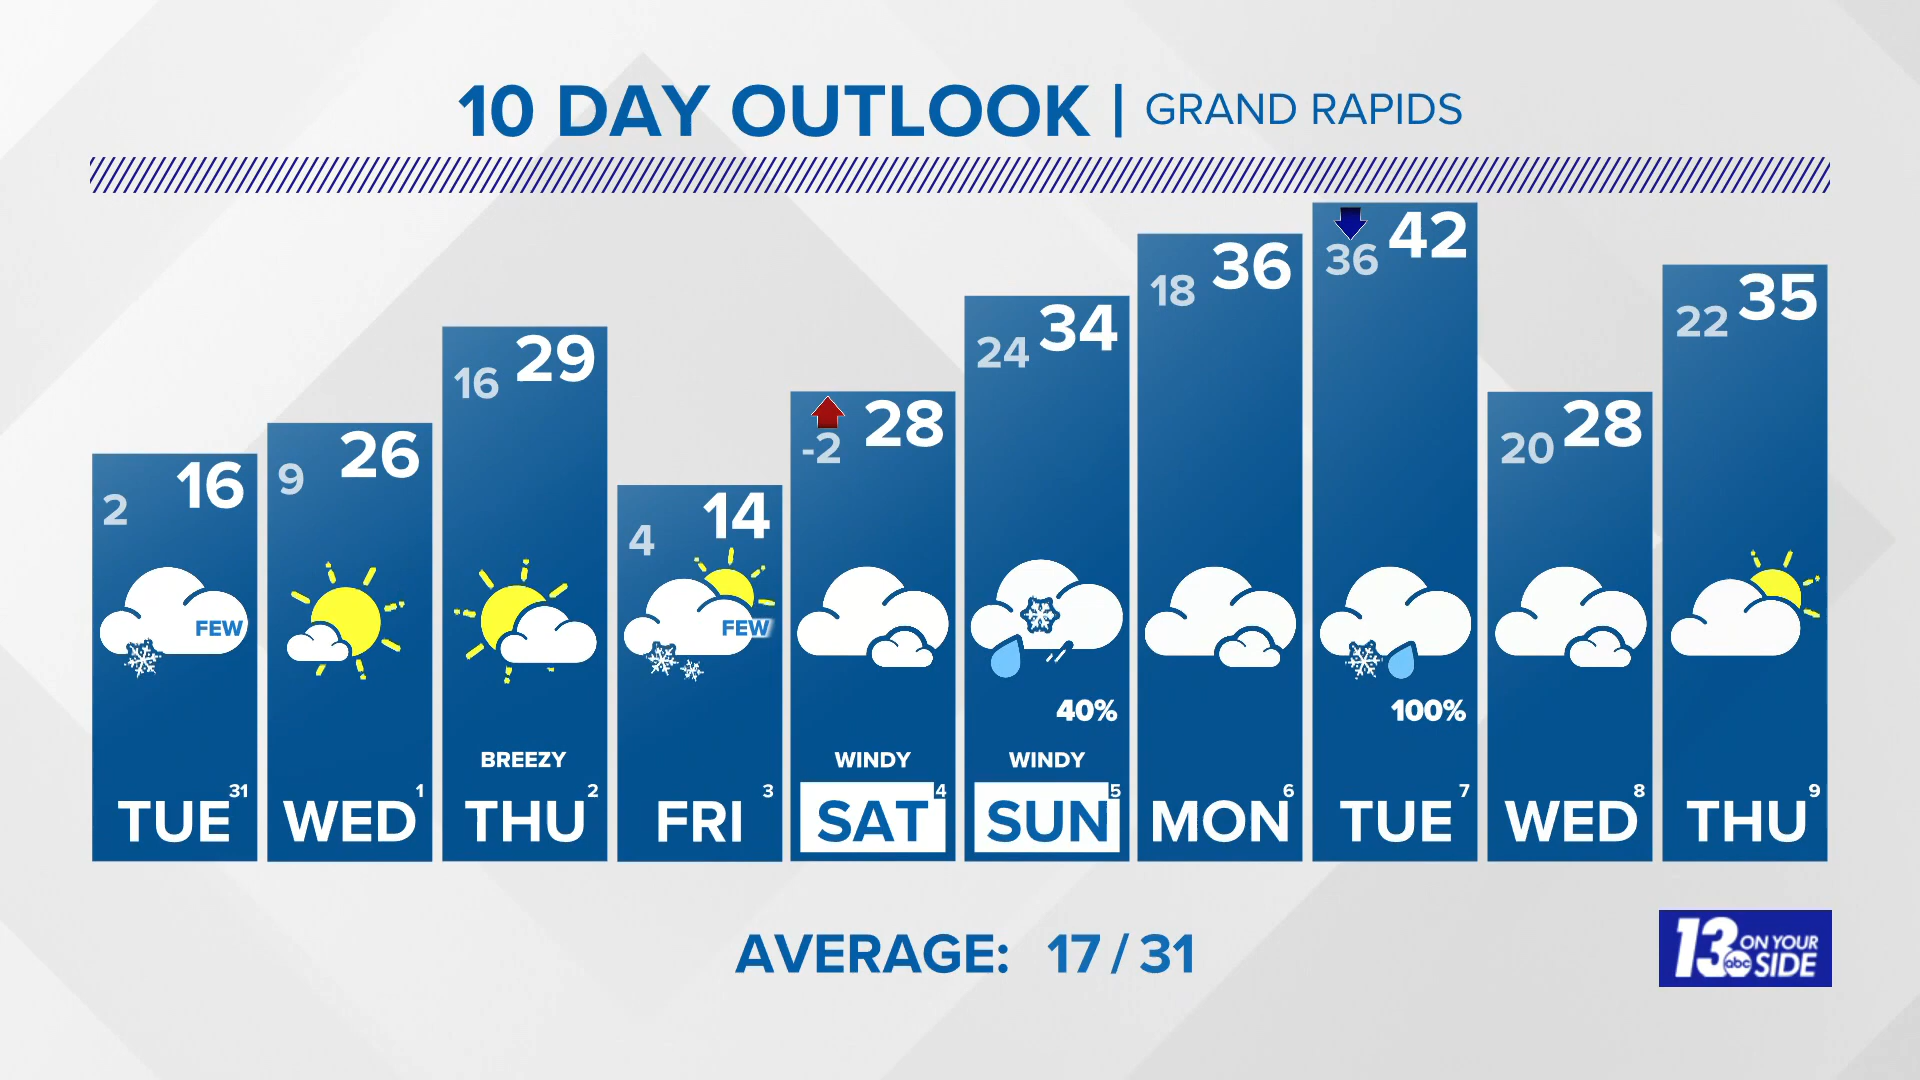 10 DAY OUTLOOK | GRAND RAPIDS
2 16
FEW
TUE 31
9 26
WED 1
16 29
BREEZY
THU 2
4 14
FEW
FRI 3
-2 28
WINDY
SAT 4
24 34
40%
WINDY
SUN 5
18 36
MON 6
36 42
100%
TUE 7
20 28
WED 8
22 35
THU 9
AVERAGE: 17 / 31
13 ON YOUR
abc SIDE